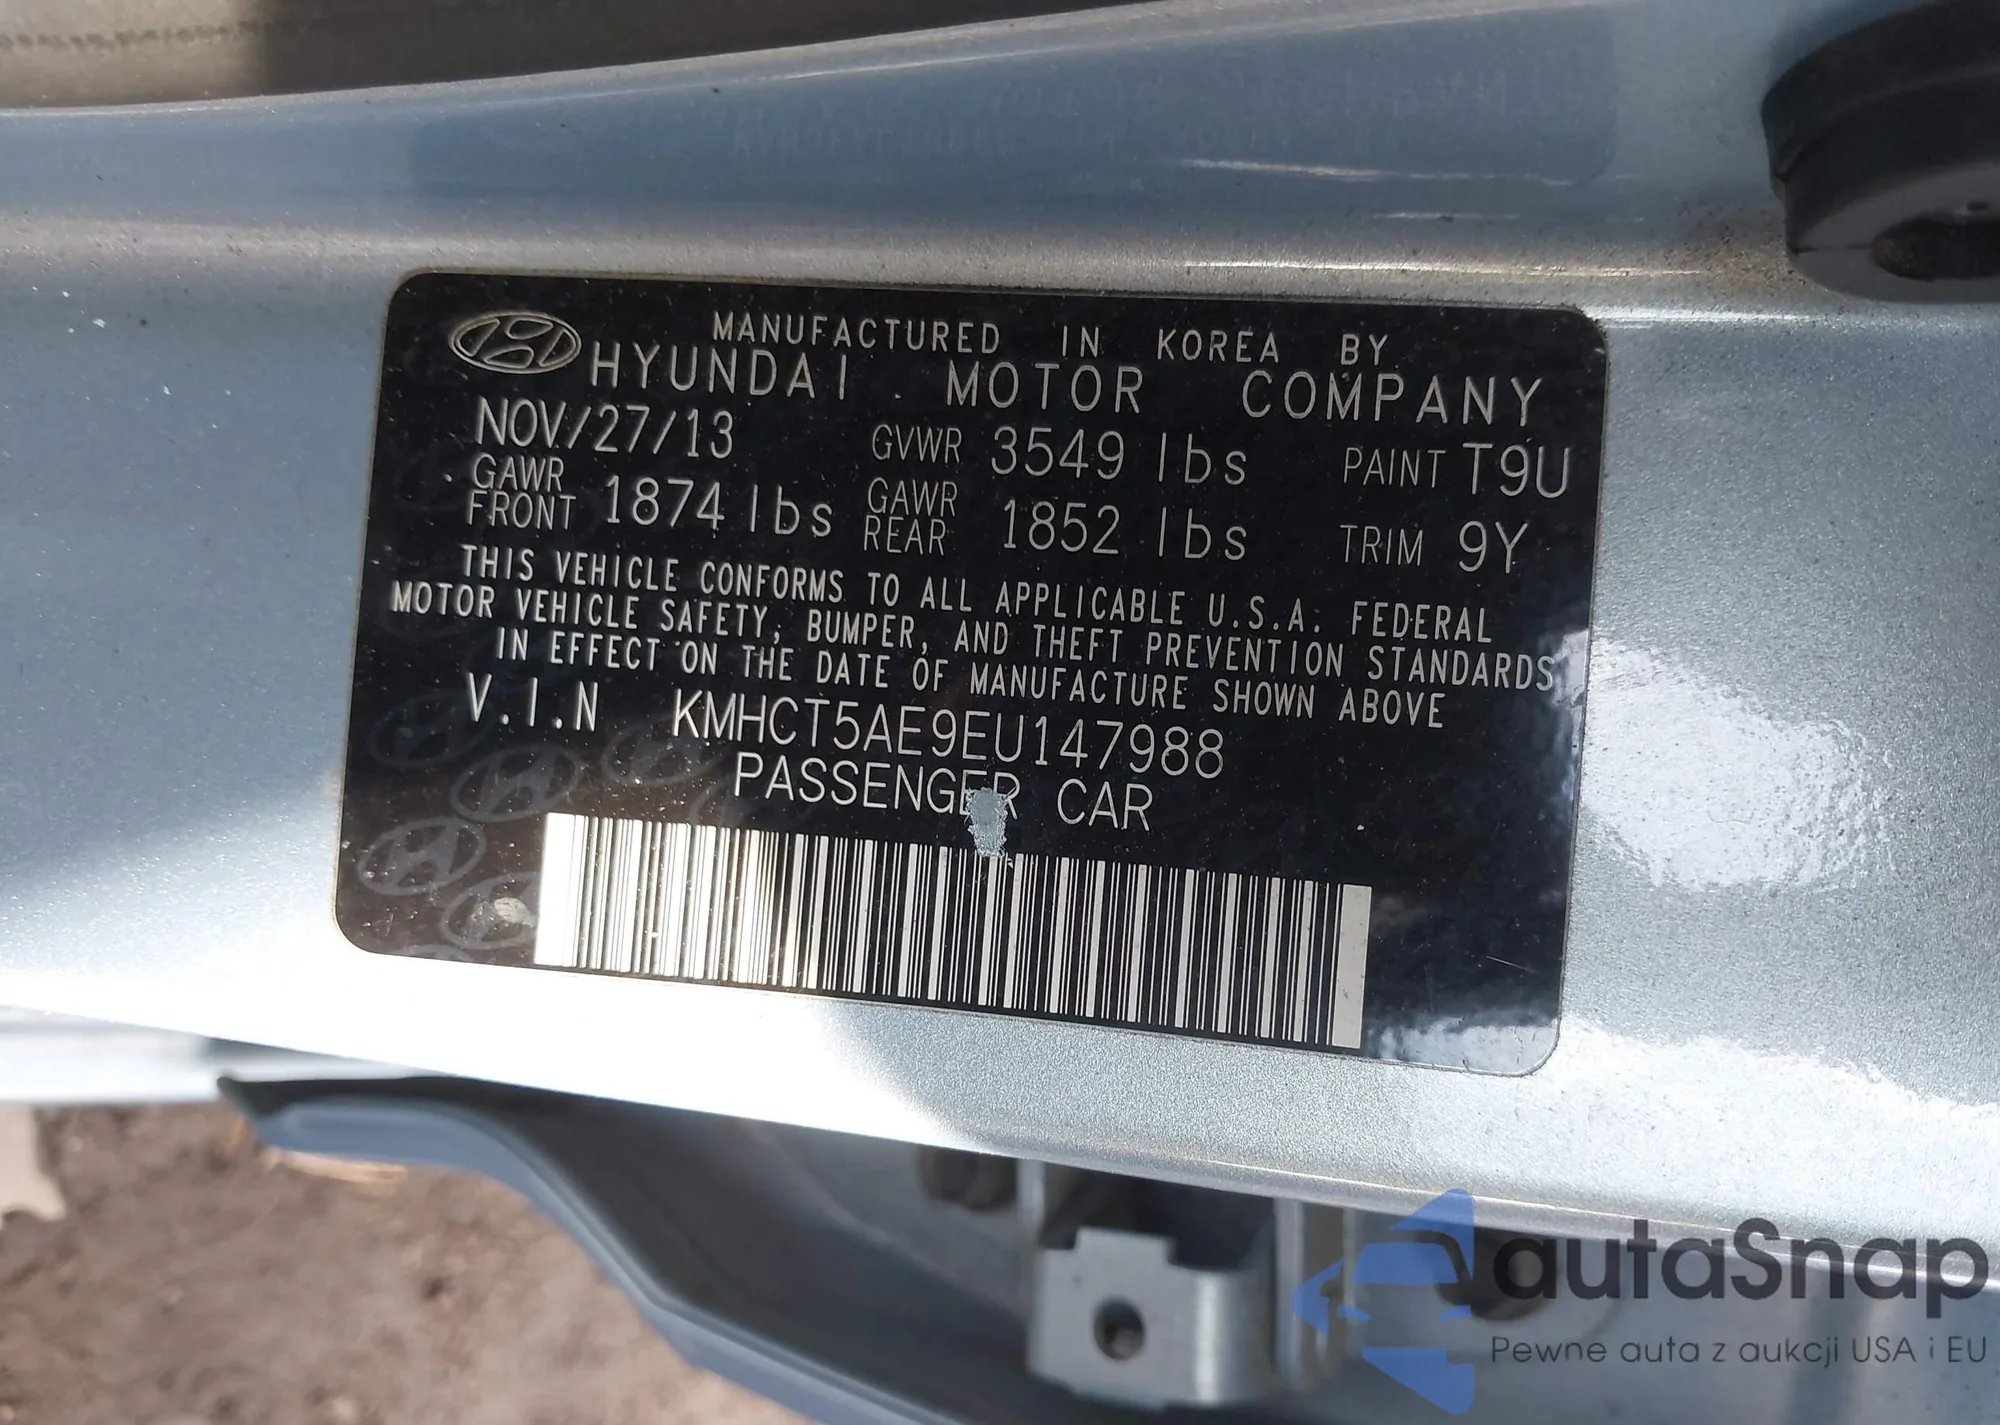 MANUFACTURED IN KOREA BY
HYUNDAI MOTOR COMPANY
NOV/27/13 GVWR 3549 lbs PAINT T9U
GAWR FRONT 1874 lbs GAWR REAR 1852 lbs TRIM 9Y
THIS VEHICLE CONFORMS TO ALL APPLICABLE U.S.A. FEDERAL
MOTOR VEHICLE SAFETY, BUMPER, AND THEFT PREVENTION STANDARDS
IN EFFECT ON THE DATE OF MANUFACTURE SHOWN ABOVE
V.I.N KMHCT5AE9EU147988
PASSENGER CAR
autaSnap
Pewne auta z aukcji USA i EU